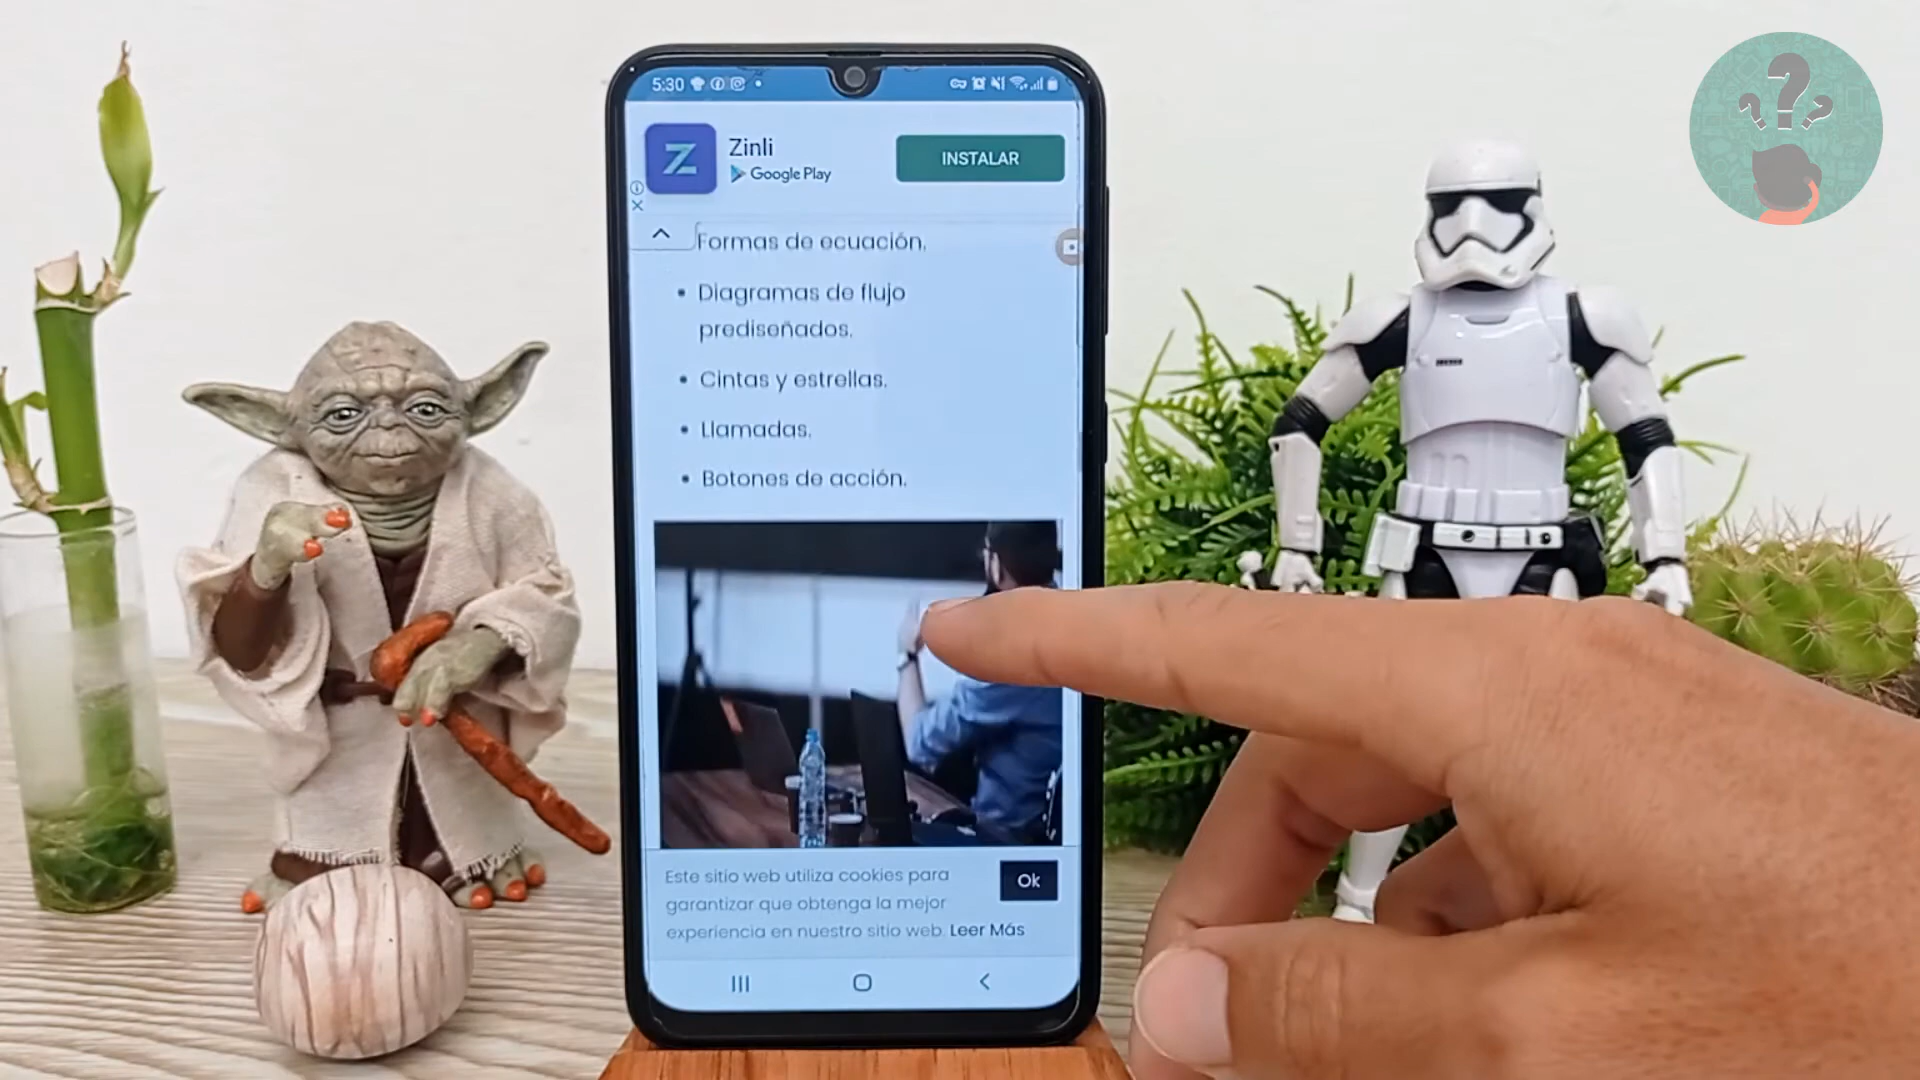 5:30
Zinli
Google Play
INSTALAR
Formas de ecuación.
Diagramas de flujo
prediseñados.
Cintas y estrellas.
Llamadas.
Botones de acción.
Este sitio web utiliza cookies para
garantizar que obtenga la mejor
experiencia en nuestro sitio web. Leer Más
Ok